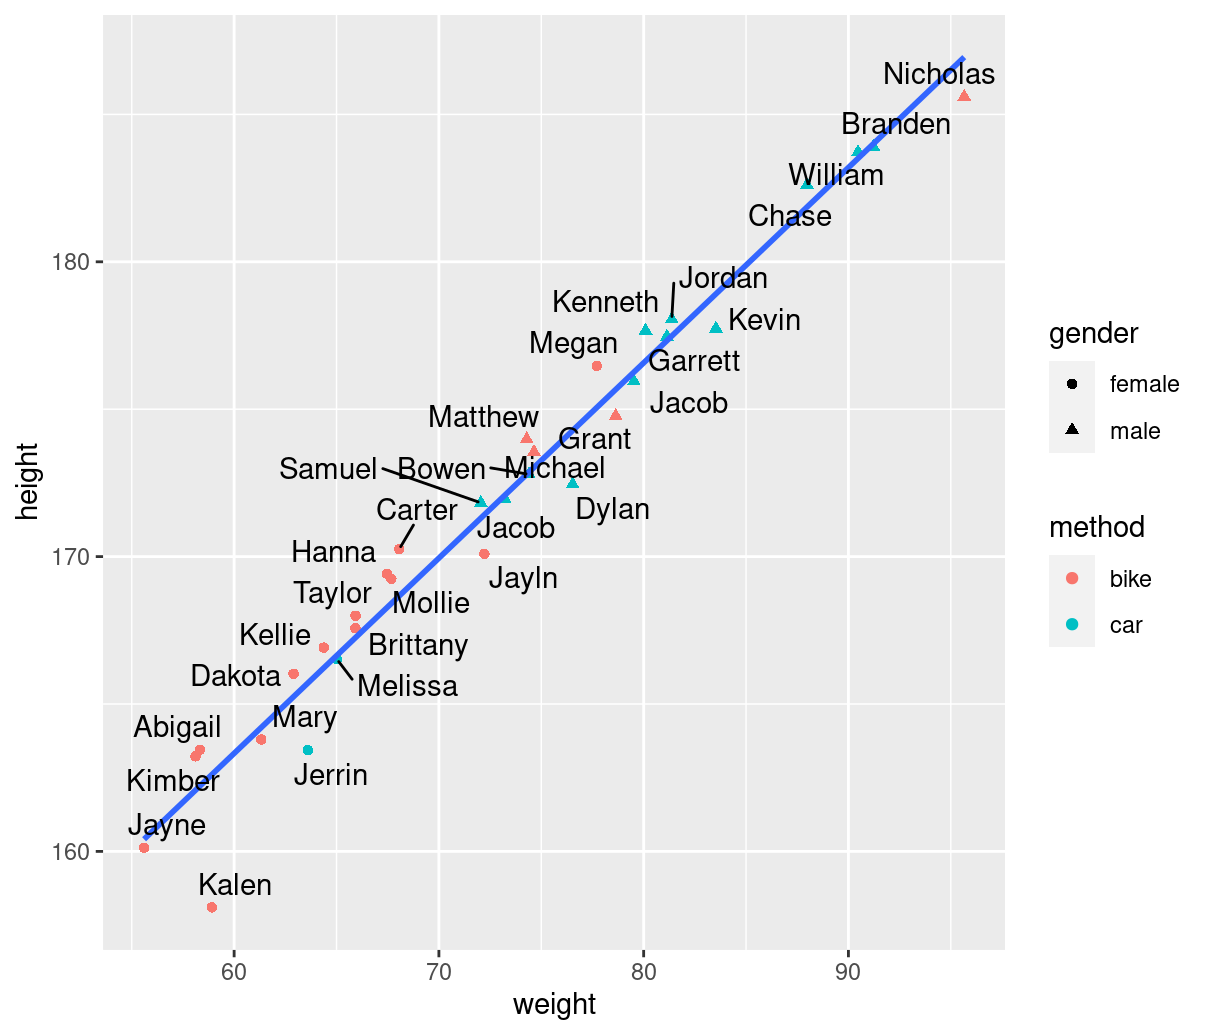 Nicholas
Branden
William
Chase
Jordan
Kenneth
Kevin
Megan
Garrett
Jacob
Matthew
Grant
Samuel
Bowen
Michael
Carter
Dylan
Jacob
Hanna
Jayln
Taylor
Mollie
Kellie
Brittany
Dakota
Melissa
Mary
Abigail
Jerrin
Kimber
Jayne
Kalen
180
170
160
height
60
70
80
90
weight
gender
female
male
method
bike
car